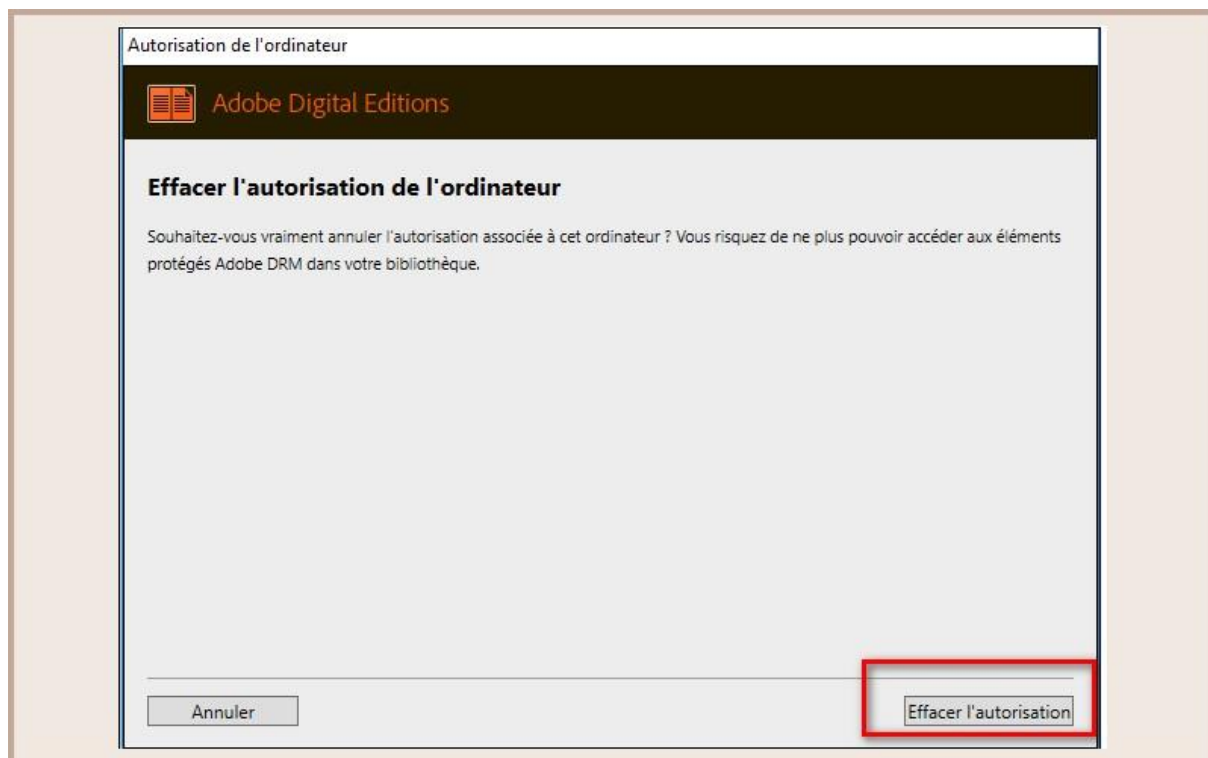 Autorisation de l'ordinateur
Adobe Digital Editions
Effacer l'autorisation de l'ordinateur
Souhaitez-vous vraiment annuler l'autorisation associée à cet ordinateur ? Vous risquez de ne plus pouvoir accéder aux éléments
protégés Adobe DRM dans votre bibliothèque.
Annuler
Effacer l'autorisation